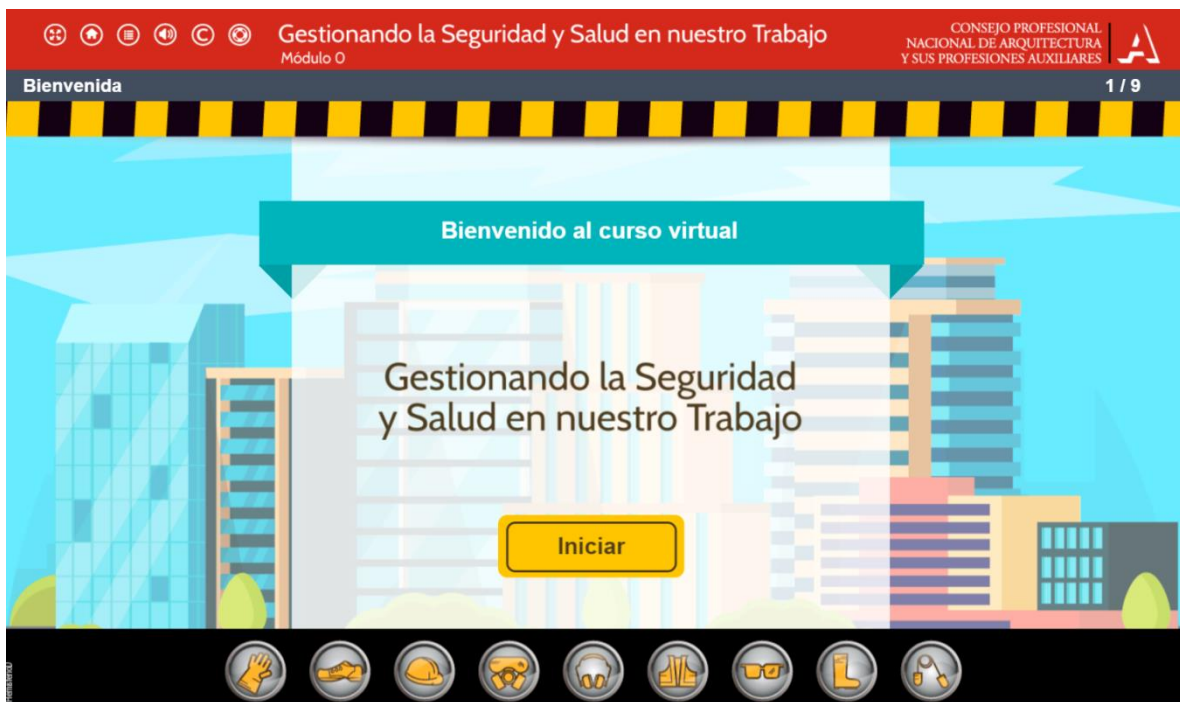 Gestionando la Seguridad y Salud en nuestro Trabajo
Módulo 0
CONSEJO PROFESIONAL
NACIONAL DE ARQUITECTURA
Y SUS PROFESIONES AUXILIARES
Bienvenida
1 / 9
Bienvenido al curso virtual
Gestionando la Seguridad
y Salud en nuestro Trabajo
Iniciar